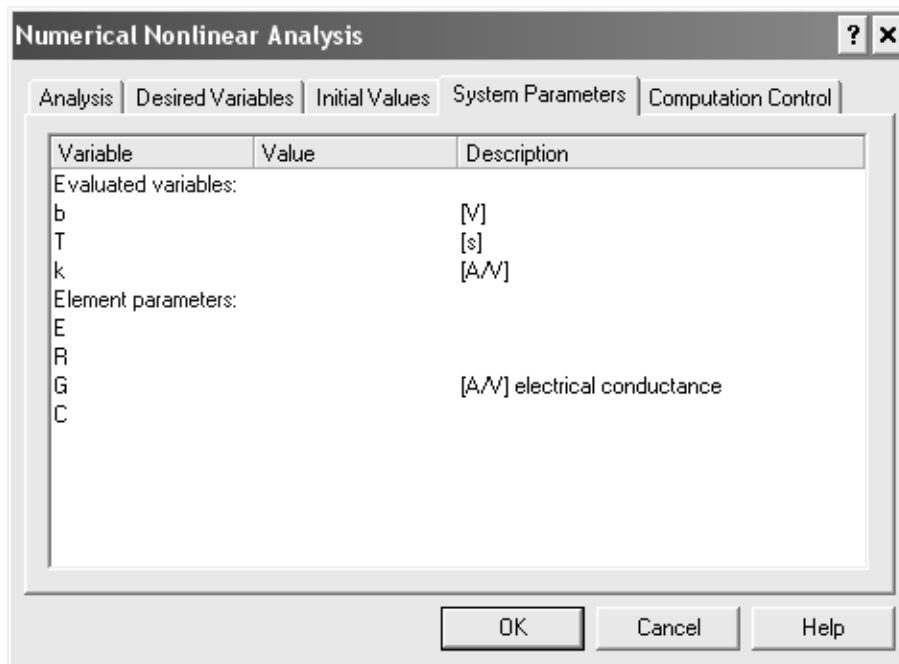 Numerical Nonlinear Analysis ? ×
Analysis Desired Variables Initial Values System Parameters Computation Control
Variable Value Description
Evaluated variables:
b [V]
T [s]
k [A/V]
Element parameters:
E
R
G [A/V] electrical conductance
C
OK Cancel Help